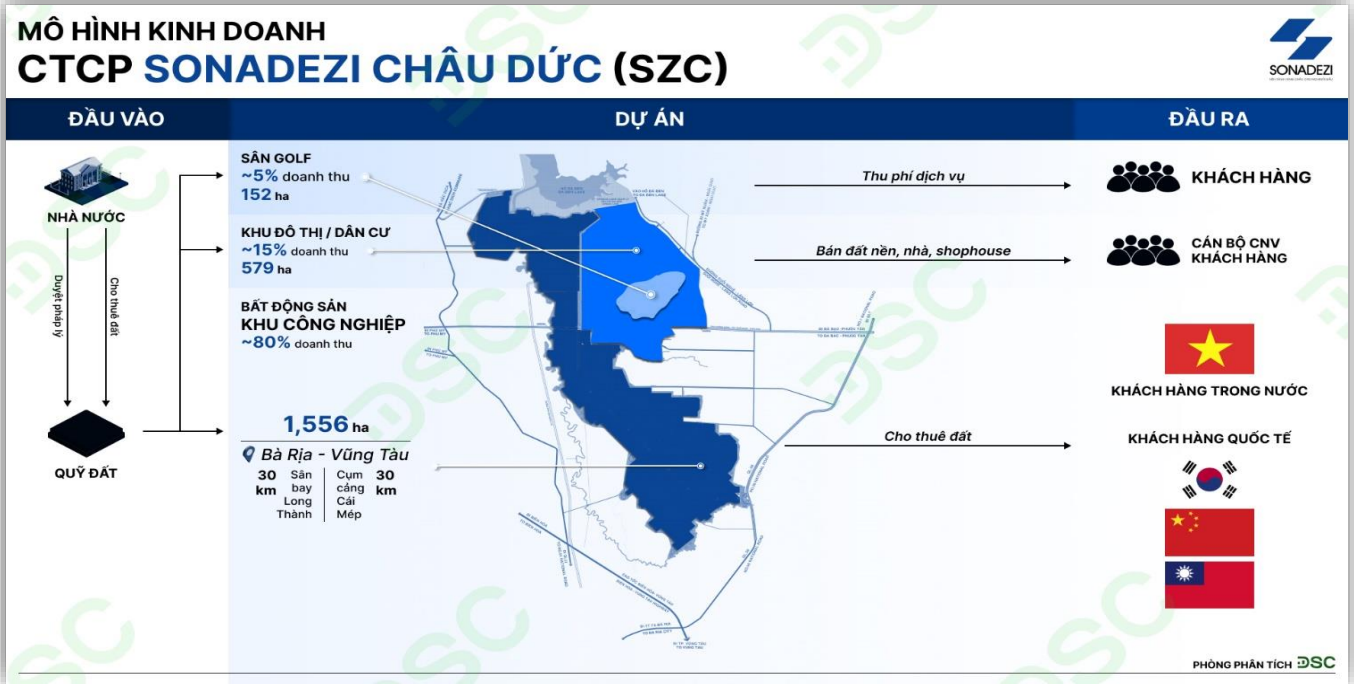 MÔ HÌNH KINH DOANH
CTCP SONADEZI CHÂU DỨC (SZC)
SONADEZI
ĐẦU VÀO
DỰ ÁN
ĐẦU RA
NHÀ NƯỚC
Duyệt pháp lý
Cho thuê đất
QUỸ ĐẤT
SÂN GOLF
~5% doanh thu
152 ha
KHU ĐÔ THỊ / DÂN CƯ
~15% doanh thu
579 ha
BẤT ĐỘNG SẢN
KHU CÔNG NGHIỆP
~80% doanh thu
1,556 ha
Bà Rịa - Vũng Tàu
30 km Sân bay Long Thành
Cụm cảng Cái Mép 30 km
Thu phí dịch vụ
Bán đất nền, nhà, shophouse
Cho thuê đất
KHÁCH HÀNG
CÁN BỘ CNV
KHÁCH HÀNG
KHÁCH HÀNG TRONG NƯỚC
KHÁCH HÀNG QUỐC TẾ
PHÒNG PHÂN TÍCH DSC